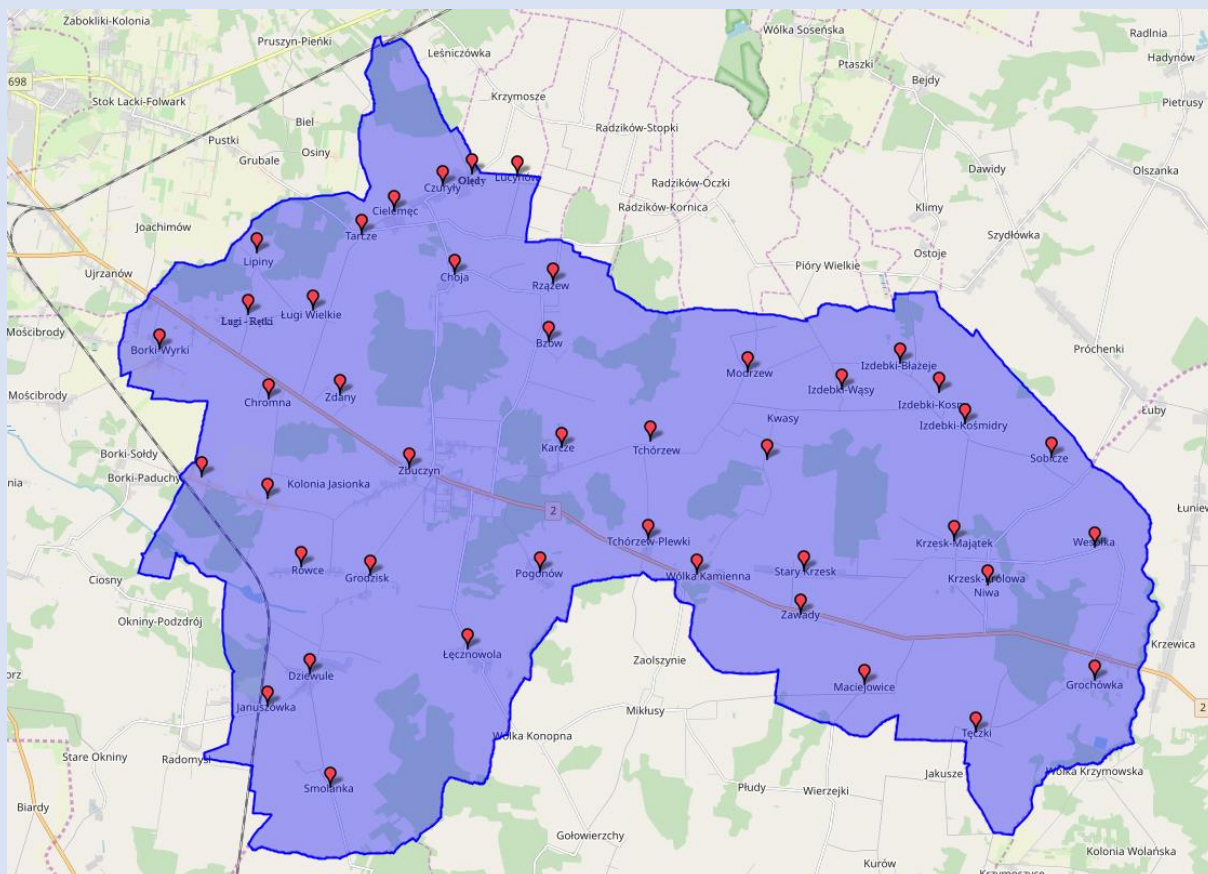 Zabokliki-Kolonia
Pruszyn-Pieńki
Leśniczówka
Wólka Soseńska
Radlnia
Ptaszki
Hadynów
698
Bejdy
Stok Lacki-Folwark
Krzymosze
Pietrusy
Biel
Radzików-Stopki
Pustki
Osiny
Grubale
Dawidy
Olszanka
Olędy
Lucynów
Czuryły
Radzików-Oczki
Cielemęc
Radzików-Kornica
Klimy
Joachimów
Tarcze
Szydłówka
Lipiny
Ostoje
Ujrzanów
Choja
Pióry Wielkie
Rzążew
Ługi Wielkie
Ługi - Rętki
Mościbrody
Borki-Wyrki
Bzów
Próchenki
Modrzew
Izdebki-Błażeje
Izdebki-Wąsy
Mościbrody
Chromna
Zdany
Izdebki-Kosny
Łuby
Kwasy
Izdebki-Kośmidry
Karcze
Tchórzew
Borki-Sołdy
Sobicze
Zbuczyn
Borki-Paduchy
Kolonia Jasionka
2
Tchórzew-Plewki
Krzesk-Majątek
Wesółka
Równe
Grodzisk
Pogonów
Wólka Kamienna
Stary Krzesk
Krzesk-Królowa
Niwa
Ciosny
Zawady
Okniny-Podzdrój
Krzewica
Łęcznowola
Zaolszynie
Dziewule
Maciejowice
Grochówka
Januszówka
Mikłusy
2
Tęczki
Wólka Konopna
Stare Okniny
Radomyśl
Jakusze
Wólka Krzymowska
Smolanka
Płudy
Wierzejki
Biardy
Gołowierzchy
Kolonia Wolańska
Kurów
Krzymoszyce